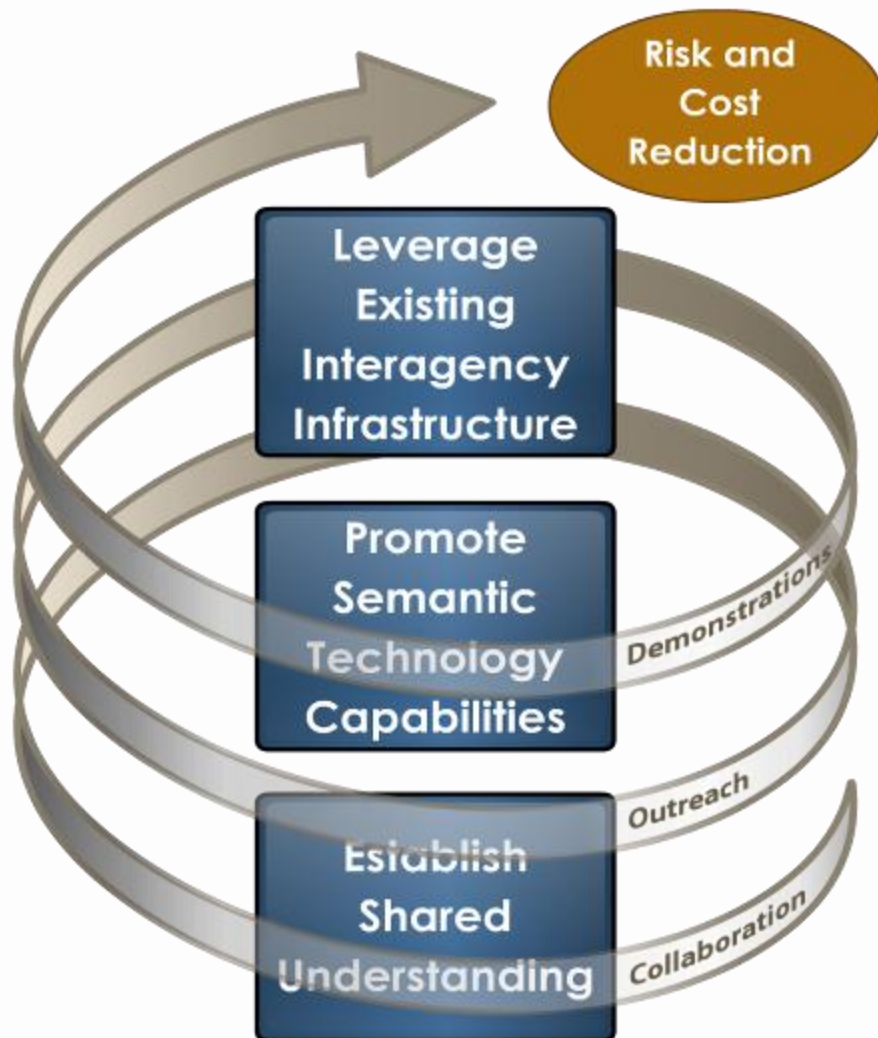 Risk and
Cost
Reduction
Leverage
Existing
Interagency
Infrastructure
Promote
Semantic
Technology
Capabilities
Demonstrations
Outreach
Establish
Shared
Understanding
Collaboration